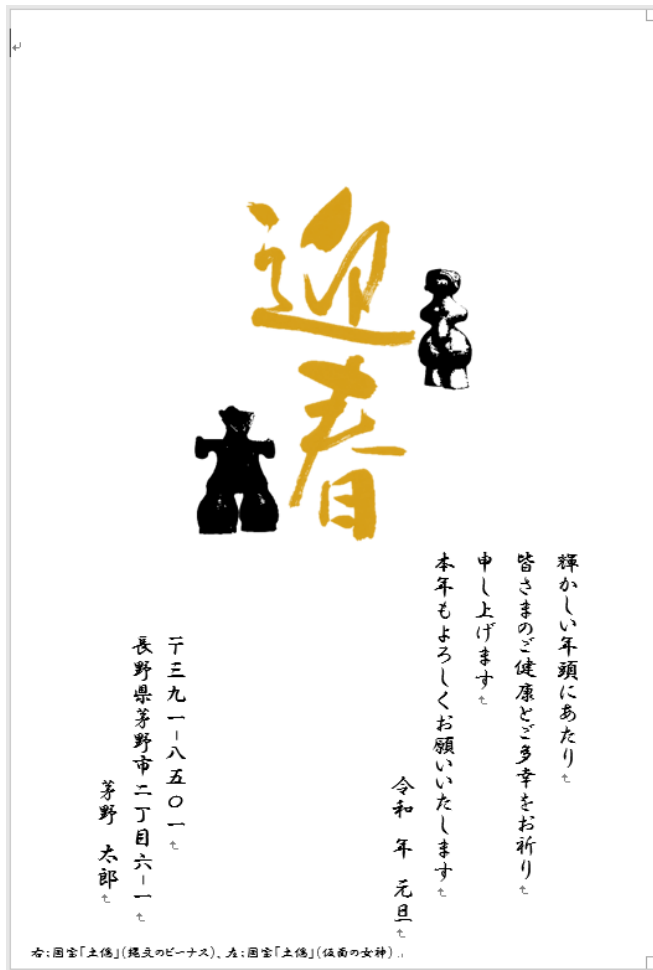 迎春
輝かしい年頭にあたり
皆さまのご健康とご多幸をお祈り
申し上げます
本年もよろしくお願いいたします
令和　年　元旦
〒三九一－八五〇一
長野県茅野市二丁目六－一
茅野　太郎
右：国宝「土偶」（縄文のビーナス）、左：国宝「土偶」（仮面の女神）